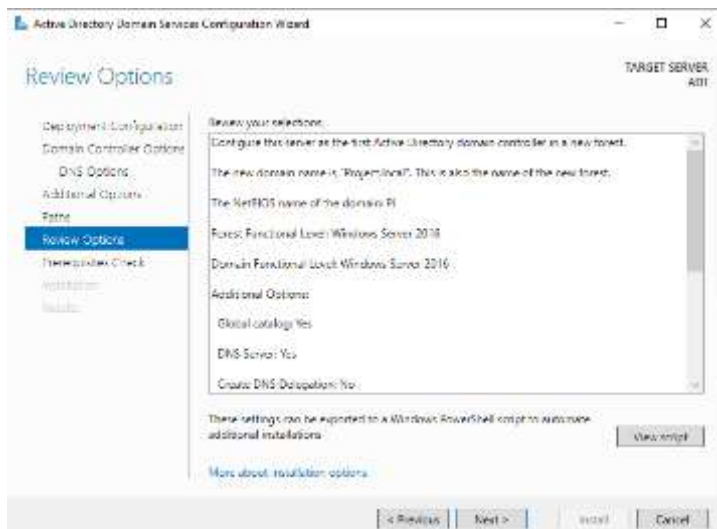 Active Directory Domain Services Configuration Wizard
Review Options
TARGET SERVER
Deployment Configuration
Domain Controller Options
DNS Options
Additional Options
Paths
Review Options
Prerequisites Check
Installation
Results
Review your selections:
Configure this server as the first Active Directory domain controller in a new forest.
The new domain name is "Project.local". This is also the name of the new forest.
The NetBIOS name of the domain:
Forest Functional Level: Windows Server 2016
Domain Functional Level: Windows Server 2016
Additional Options:
Global catalog: Yes
DNS Server: Yes
Create DNS Delegation: No
These settings can be exported to a Windows PowerShell script to automate
additional installations
View script
More about installation options
< Previous
Next >
Install
Cancel